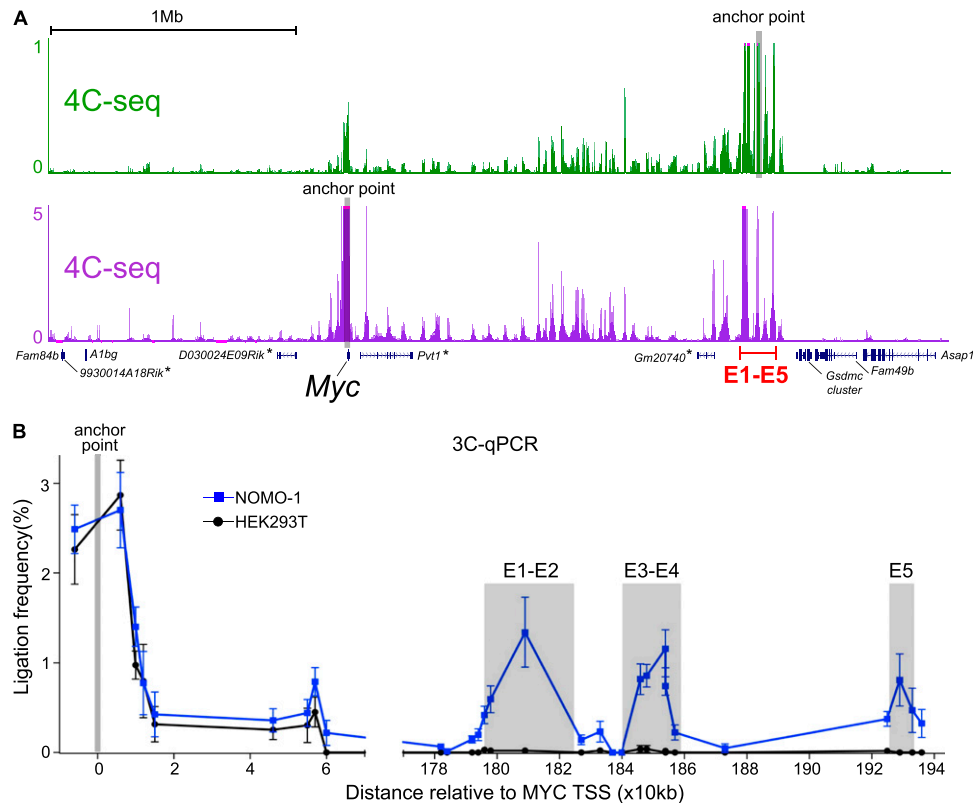 A
1Mb
anchor point
1
4C-seq
0
anchor point
5
4C-seq
0
Fam84b
A1bg
D030024E09Rik*
Pvt1*
Gm20740*
Asap1
9930014A18Rik*
Myc
E1-E5
Gsdmc
cluster
Fam49b
B
anchor
point
3C-qPCR
NOMO-1
HEK293T
E1-E2
E3-E4
E5
Ligation frequency(%)
3
2
1
0
0
2
4
6
178
180
182
184
186
188
190
192
194
Distance relative to MYC TSS (x10kb)